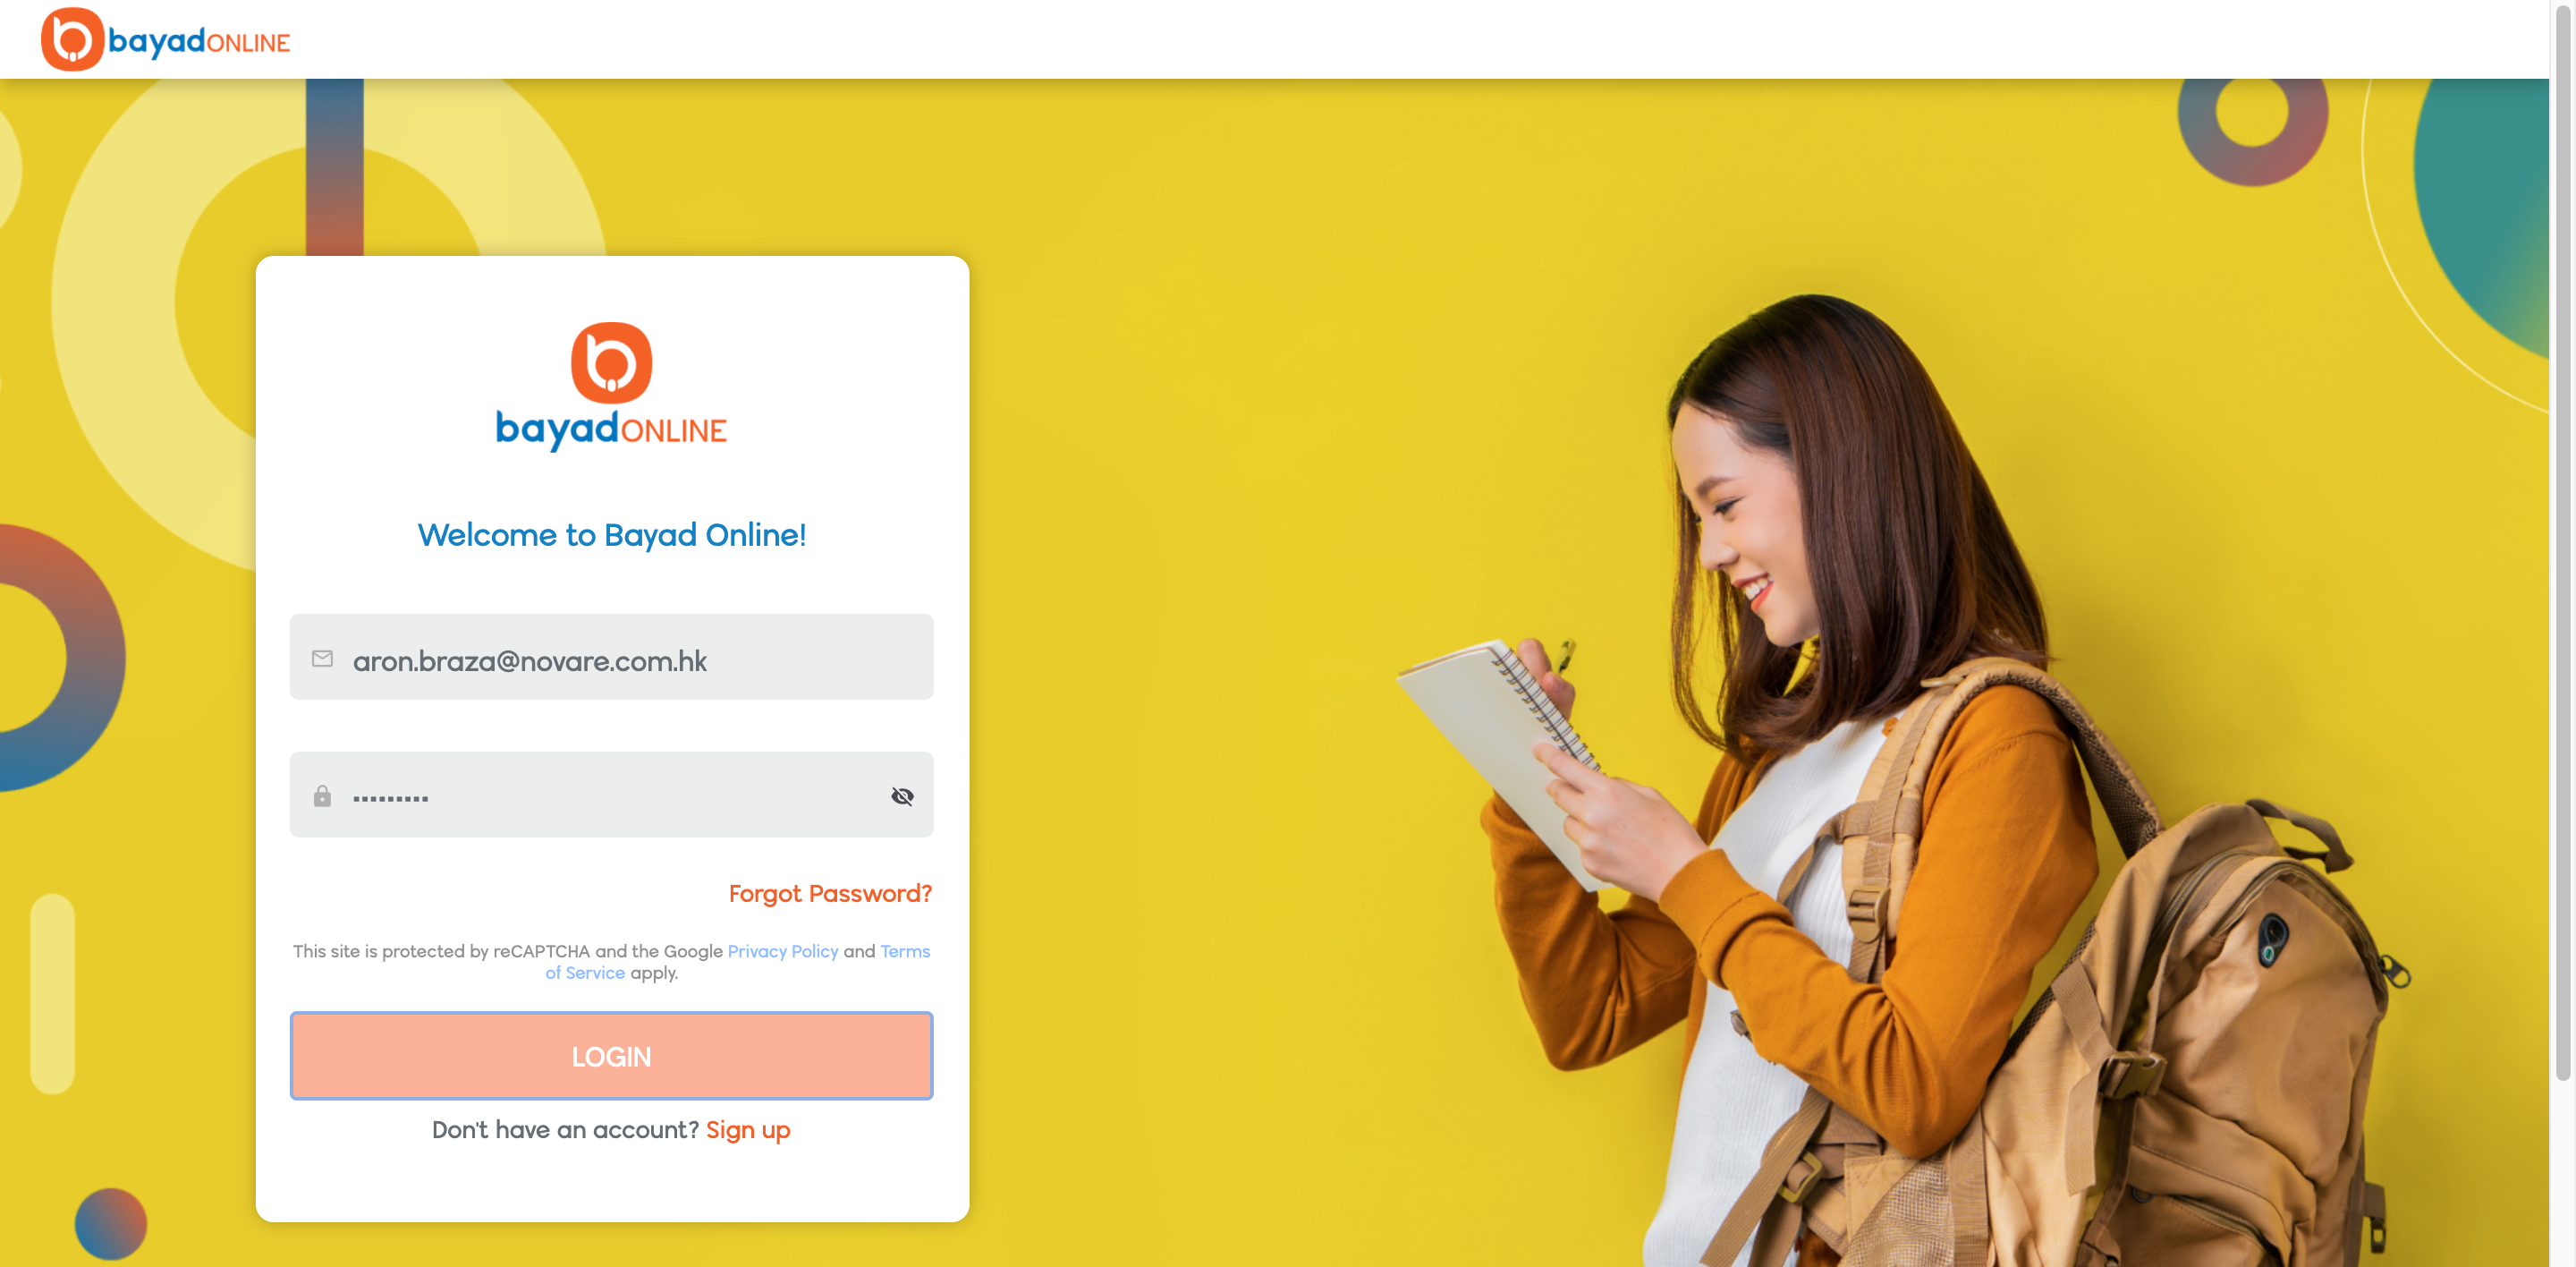 bayadONLINE
bayadONLINE
Welcome to Bayad Online!
aron.braza@novare.com.hk
Forgot Password?
This site is protected by reCAPTCHA and the Google Privacy Policy and Terms
of Service apply.
LOGIN
Don't have an account? Sign up